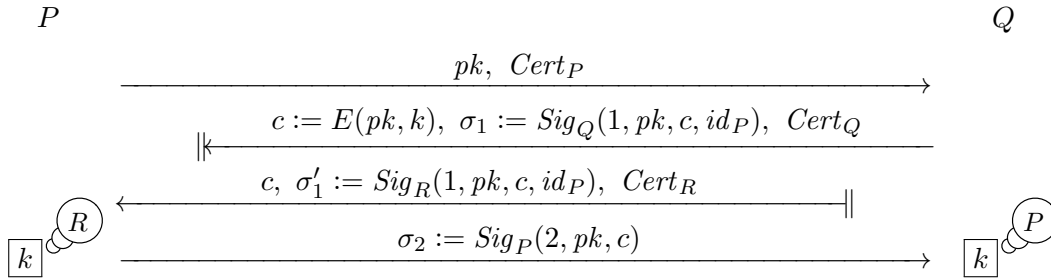 P Q
pk, Cert_P
c := E(pk, k), σ_1 := Sig_Q(1, pk, c, id_P), Cert_Q
c, σ′_1 := Sig_R(1, pk, c, id_P), Cert_R
R P
σ_2 := Sig_P(2, pk, c)
k k